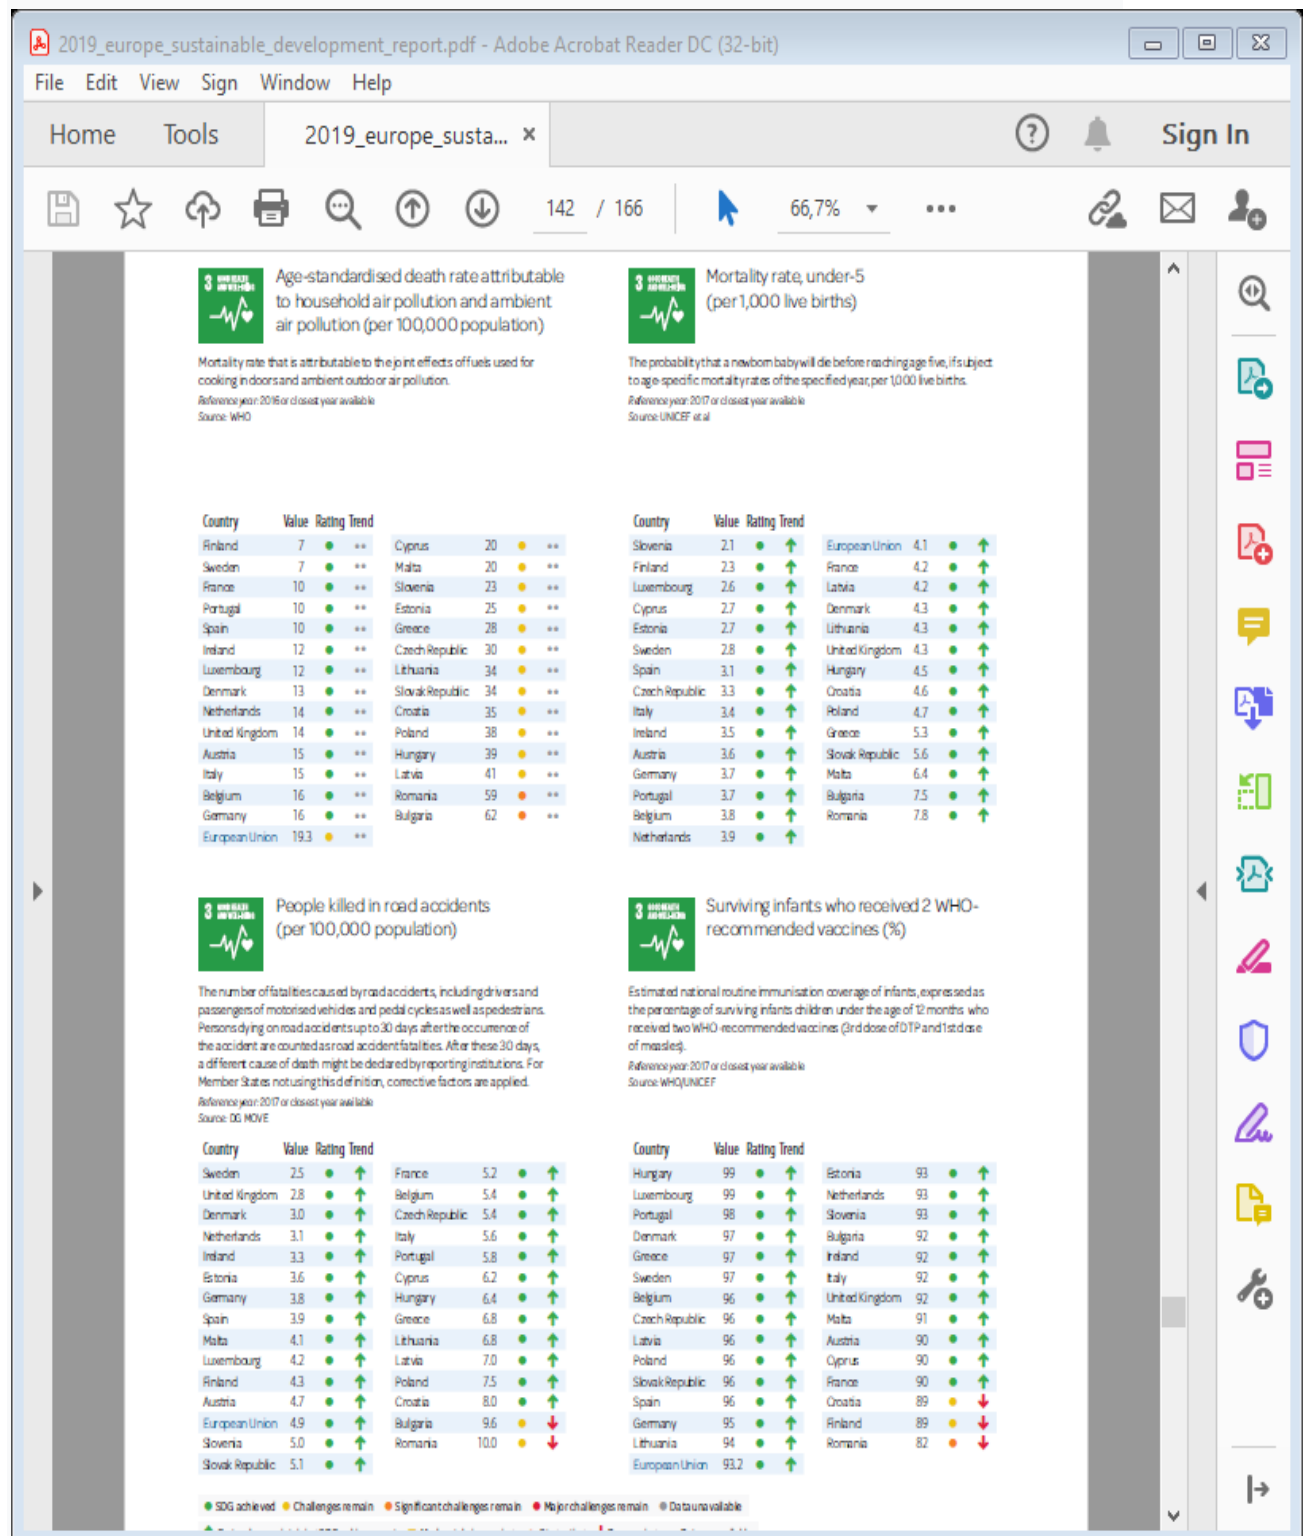 2019_europe_sustainable_development_report.pdf - Adobe Acrobat Reader DC (32-bit)
File Edit View Sign Window Help
Home Tools 2019_europe_susta... × Sign In
142 / 166 66,7%
3
Age-standardised death rate attributable
to household air pollution and ambient
air pollution (per 100,000 population)
Mortality rate that is attributable to the joint effects of fuels used for
cooking indoors and ambient outdoor air pollution.
Reference year: 2016 or closest year available
Source: WHO
Country Value Rating Trend
Finland 7
Sweden 7
France 10
Portugal 10
Spain 10
Ireland 12
Luxembourg 12
Denmark 13
Netherlands 14
United Kingdom 14
Austria 15
Italy 15
Belgium 16
Germany 16
European Union 19.3
Cyprus 20
Malta 20
Slovenia 23
Estonia 25
Greece 28
Czech Republic 30
Lithuania 34
Slovak Republic 34
Croatia 35
Poland 38
Hungary 39
Latvia 41
Romania 59
Bulgaria 62
3
Mortality rate, under-5
(per 1,000 live births)
The probability that a newborn baby will die before reaching age five, if subject
to age-specific mortality rates of the specified year, per 1,000 live births.
Reference year: 2017 or closest year available
Source: UNICEF et al
Country Value Rating Trend
Slovenia 2.1
Finland 2.3
Luxembourg 2.6
Cyprus 2.7
Estonia 2.7
Sweden 2.8
Spain 3.1
Czech Republic 3.3
Italy 3.4
Ireland 3.5
Austria 3.6
Germany 3.7
Portugal 3.7
Belgium 3.8
Netherlands 3.9
European Union 4.1
France 4.2
Latvia 4.2
Denmark 4.3
Lithuania 4.3
United Kingdom 4.3
Hungary 4.5
Croatia 4.6
Poland 4.7
Greece 5.3
Slovak Republic 5.6
Malta 6.4
Bulgaria 7.5
Romania 7.8
3
People killed in road accidents
(per 100,000 population)
The number of fatalities caused by road accidents, including drivers and
passengers of motorised vehicles and pedal cycles as well as pedestrians.
Persons dying on road accidents up to 30 days after the occurrence of
the accident are counted as road accident fatalities. After these 30 days,
a different cause of death might be declared by reporting institutions. For
Member States not using this definition, corrective factors are applied.
Reference year: 2017 or closest year available
Source: DG MOVE
Country Value Rating Trend
Sweden 2.5
United Kingdom 2.8
Denmark 3.0
Netherlands 3.1
Ireland 3.3
Estonia 3.6
Germany 3.8
Spain 3.9
Malta 4.1
Luxembourg 4.2
Finland 4.3
Austria 4.7
European Union 4.9
Slovenia 5.0
Slovak Republic 5.1
France 5.2
Belgium 5.4
Czech Republic 5.4
Italy 5.6
Portugal 5.8
Cyprus 6.2
Hungary 6.4
Greece 6.8
Lithuania 6.8
Latvia 7.0
Poland 7.5
Croatia 8.0
Bulgaria 9.6
Romania 10.0
3
Surviving infants who received 2 WHO-
recommended vaccines (%)
Estimated national routine immunisation coverage of infants, expressed as
the percentage of surviving infants children under the age of 12 months who
received two WHO-recommended vaccines (3rd dose of DTP and 1st dose
of measles).
Reference year: 2017 or closest year available
Source: WHO/UNICEF
Country Value Rating Trend
Hungary 99
Luxembourg 99
Portugal 98
Denmark 97
Greece 97
Sweden 97
Belgium 96
Czech Republic 96
Latvia 96
Poland 96
Slovak Republic 96
Spain 96
Germany 95
Lithuania 94
European Union 93.2
Estonia 93
Netherlands 93
Slovenia 93
Bulgaria 92
Ireland 92
Italy 92
United Kingdom 92
Malta 91
Austria 90
Cyprus 90
France 90
Croatia 89
Finland 89
Romania 82
SDG achieved Challenges remain Significant challenges remain Major challenges remain Data unavailable